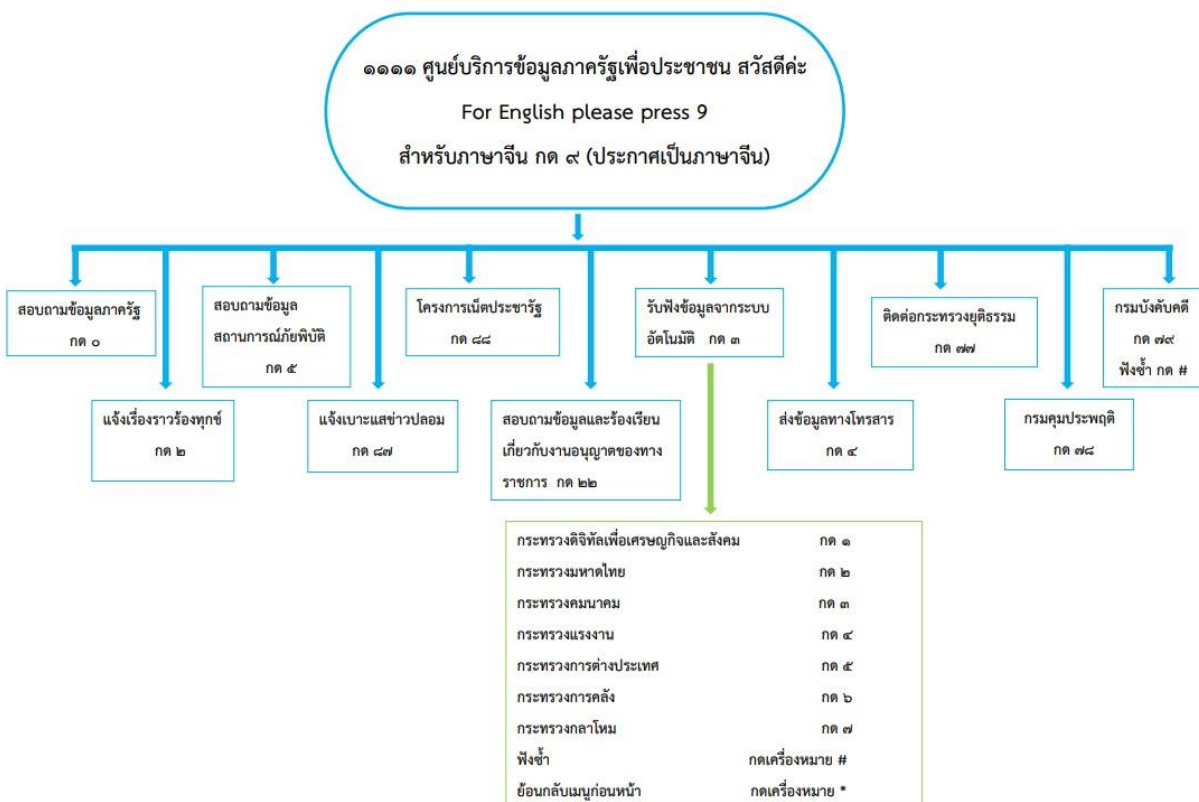 ๑๑๑๑ ศูนย์บริการข้อมูลภาครัฐเพื่อประชาชน สวัสดีค่ะ
For English please press 9
สำหรับภาษาจีน กด ๙ (ประกาศเป็นภาษาจีน)
สอบถามข้อมูลภาครัฐ
กด ๐
แจ้งเรื่องราวร้องทุกข์
กด ๒
สอบถามข้อมูล
สถานการณ์ภัยพิบัติ
กด ๕
แจ้งเบาะแสข่าวปลอม
กด ๘๗
โครงการเน็ตประชารัฐ
กด ๘๘
สอบถามข้อมูลและร้องเรียน
เกี่ยวกับงานอนุญาตของทาง
ราชการ กด ๒๒
รับฟังข้อมูลจากระบบ
อัตโนมัติ กด ๓
ส่งข้อมูลทางโทรสาร
กด ๔
ติดต่อกระทรวงยุติธรรม
กด ๗๗
กรมคุมประพฤติ
กด ๗๘
กรมบังคับคดี
กด ๗๙
ฟังซ้ำ กด #
กระทรวงดิจิทัลเพื่อเศรษฐกิจและสังคม กด ๑
กระทรวงมหาดไทย กด ๒
กระทรวงคมนาคม กด ๓
กระทรวงแรงงาน กด ๔
กระทรวงการต่างประเทศ กด ๕
กระทรวงการคลัง กด ๖
กระทรวงกลาโหม กด ๗
ฟังซ้ำ กดเครื่องหมาย #
ย้อนกลับเมนูก่อนหน้า กดเครื่องหมาย *